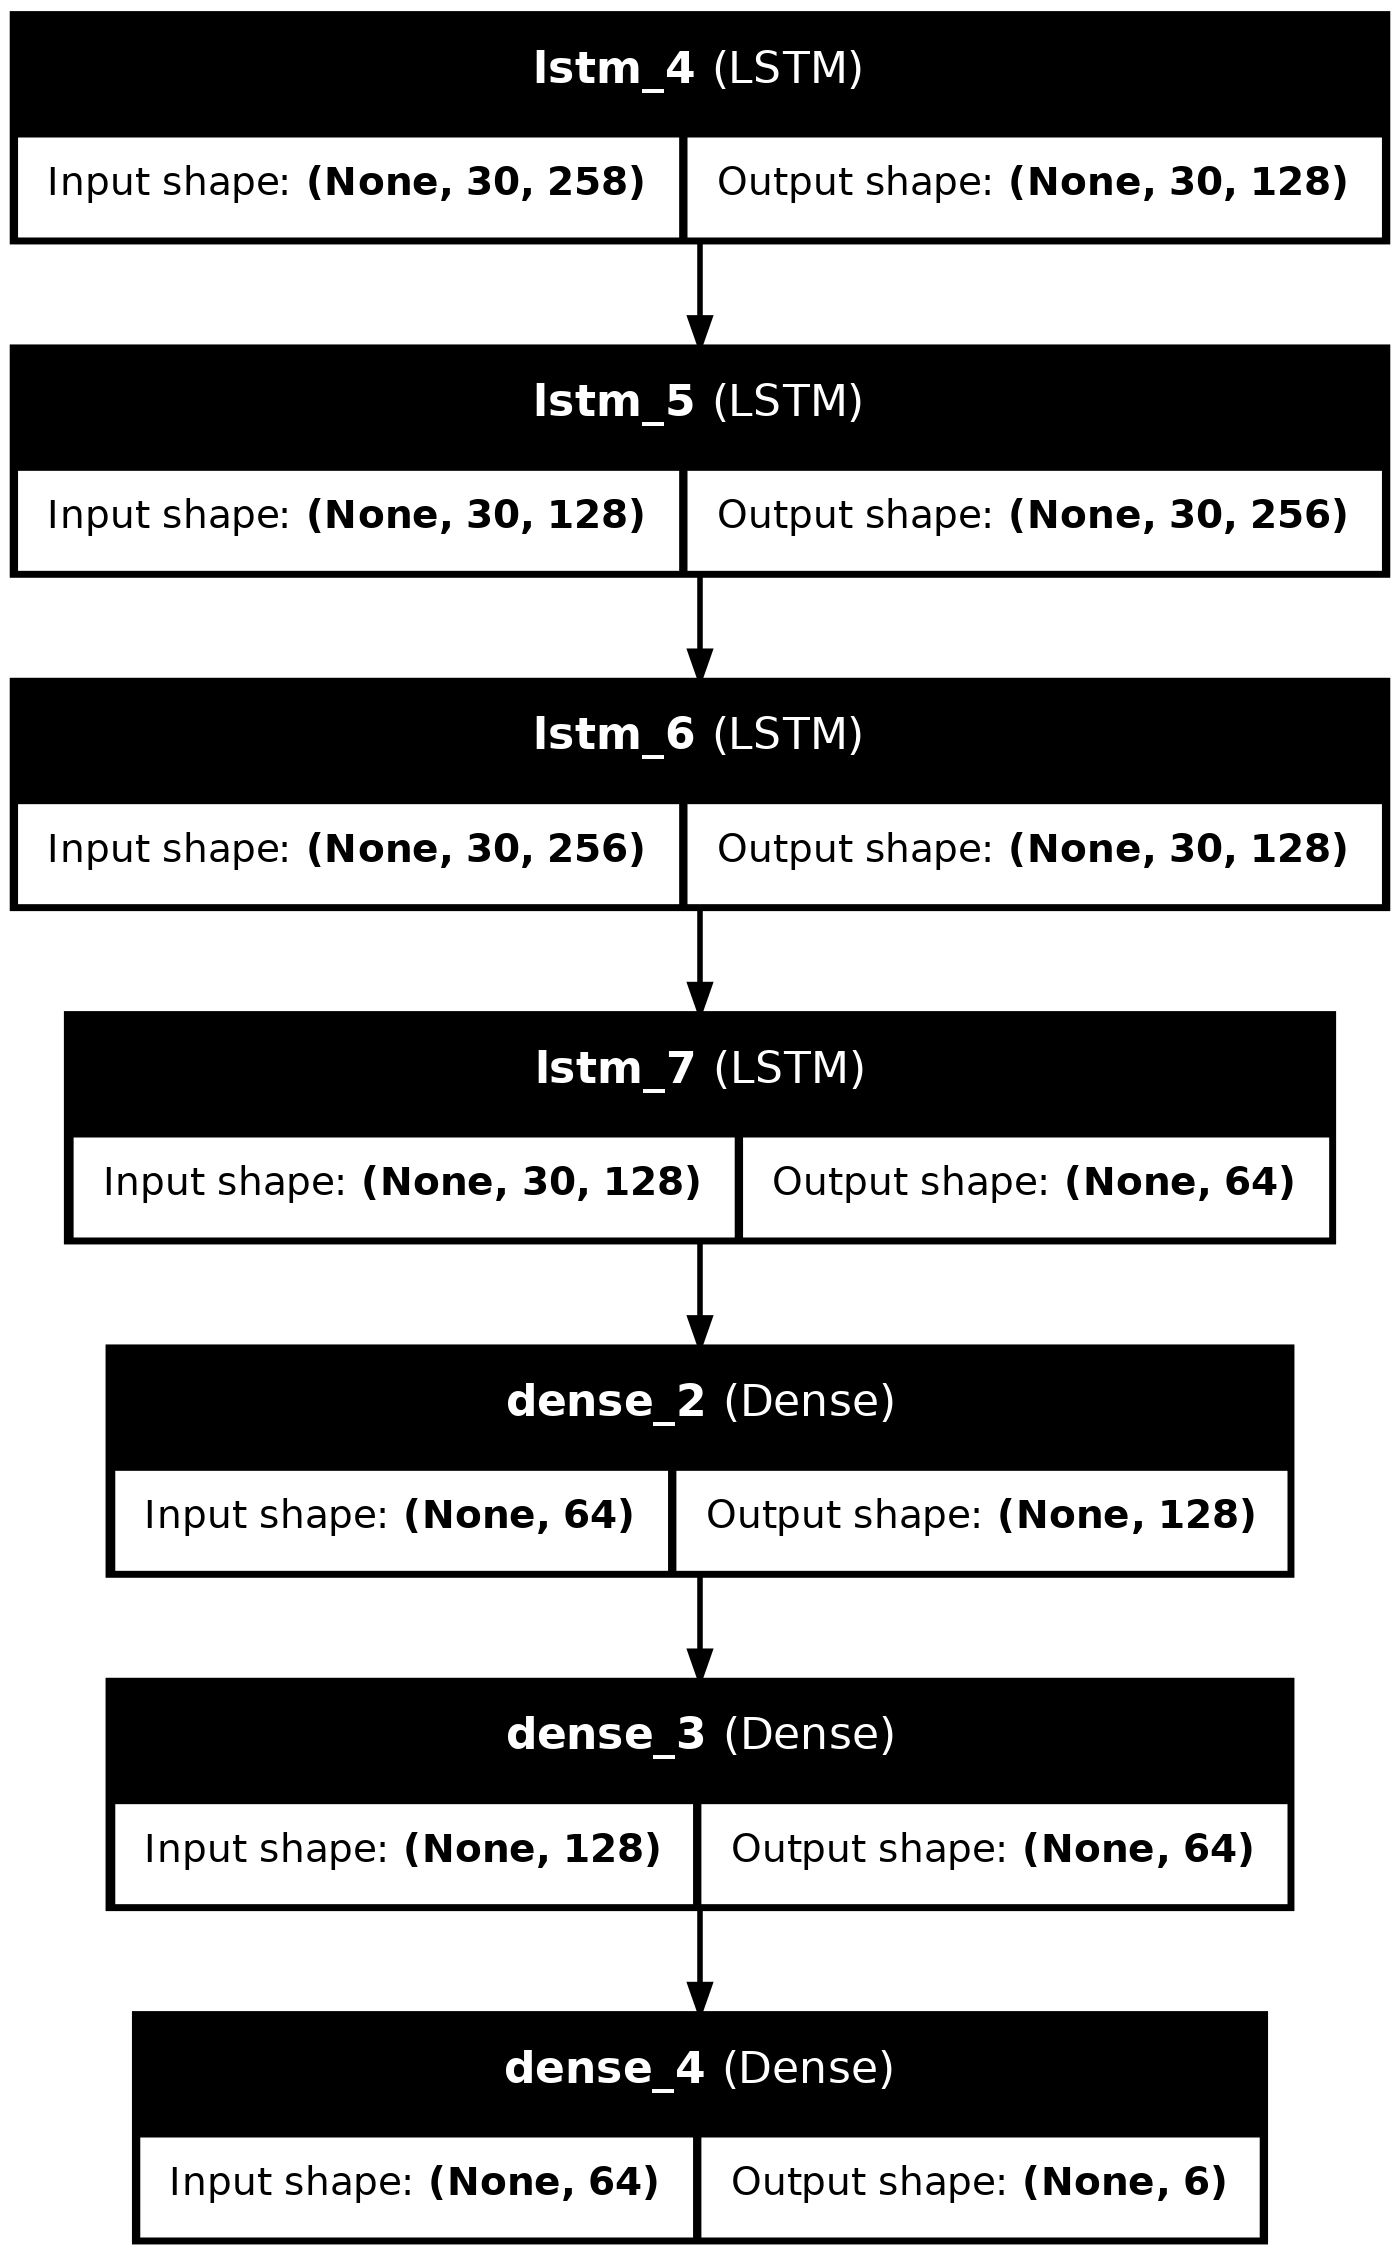 lstm_4 (LSTM)
Input shape: (None, 30, 258) Output shape: (None, 30, 128)
lstm_5 (LSTM)
Input shape: (None, 30, 128) Output shape: (None, 30, 256)
lstm_6 (LSTM)
Input shape: (None, 30, 256) Output shape: (None, 30, 128)
lstm_7 (LSTM)
Input shape: (None, 30, 128) Output shape: (None, 64)
dense_2 (Dense)
Input shape: (None, 64) Output shape: (None, 128)
dense_3 (Dense)
Input shape: (None, 128) Output shape: (None, 64)
dense_4 (Dense)
Input shape: (None, 64) Output shape: (None, 6)